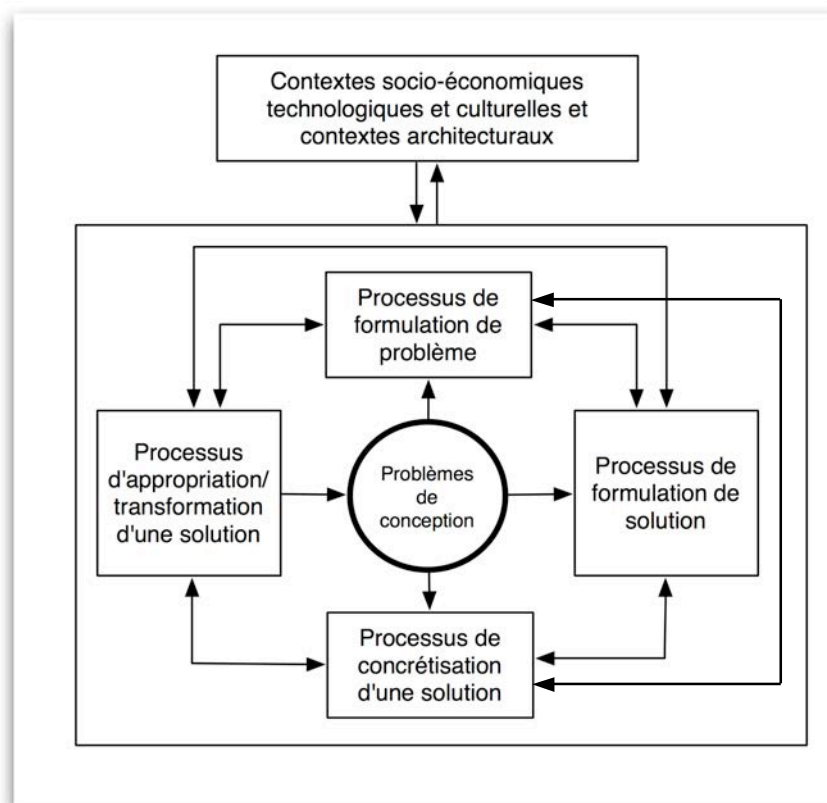 Contextes socio-économiques
technologiques et culturelles et
contextes architecturaux
Processus de
formulation de
problème
Processus
d'appropriation/
transformation
d'une solution
Problèmes
de
conception
Processus de
formulation de
solution
Processus de
concrétisation
d'une solution